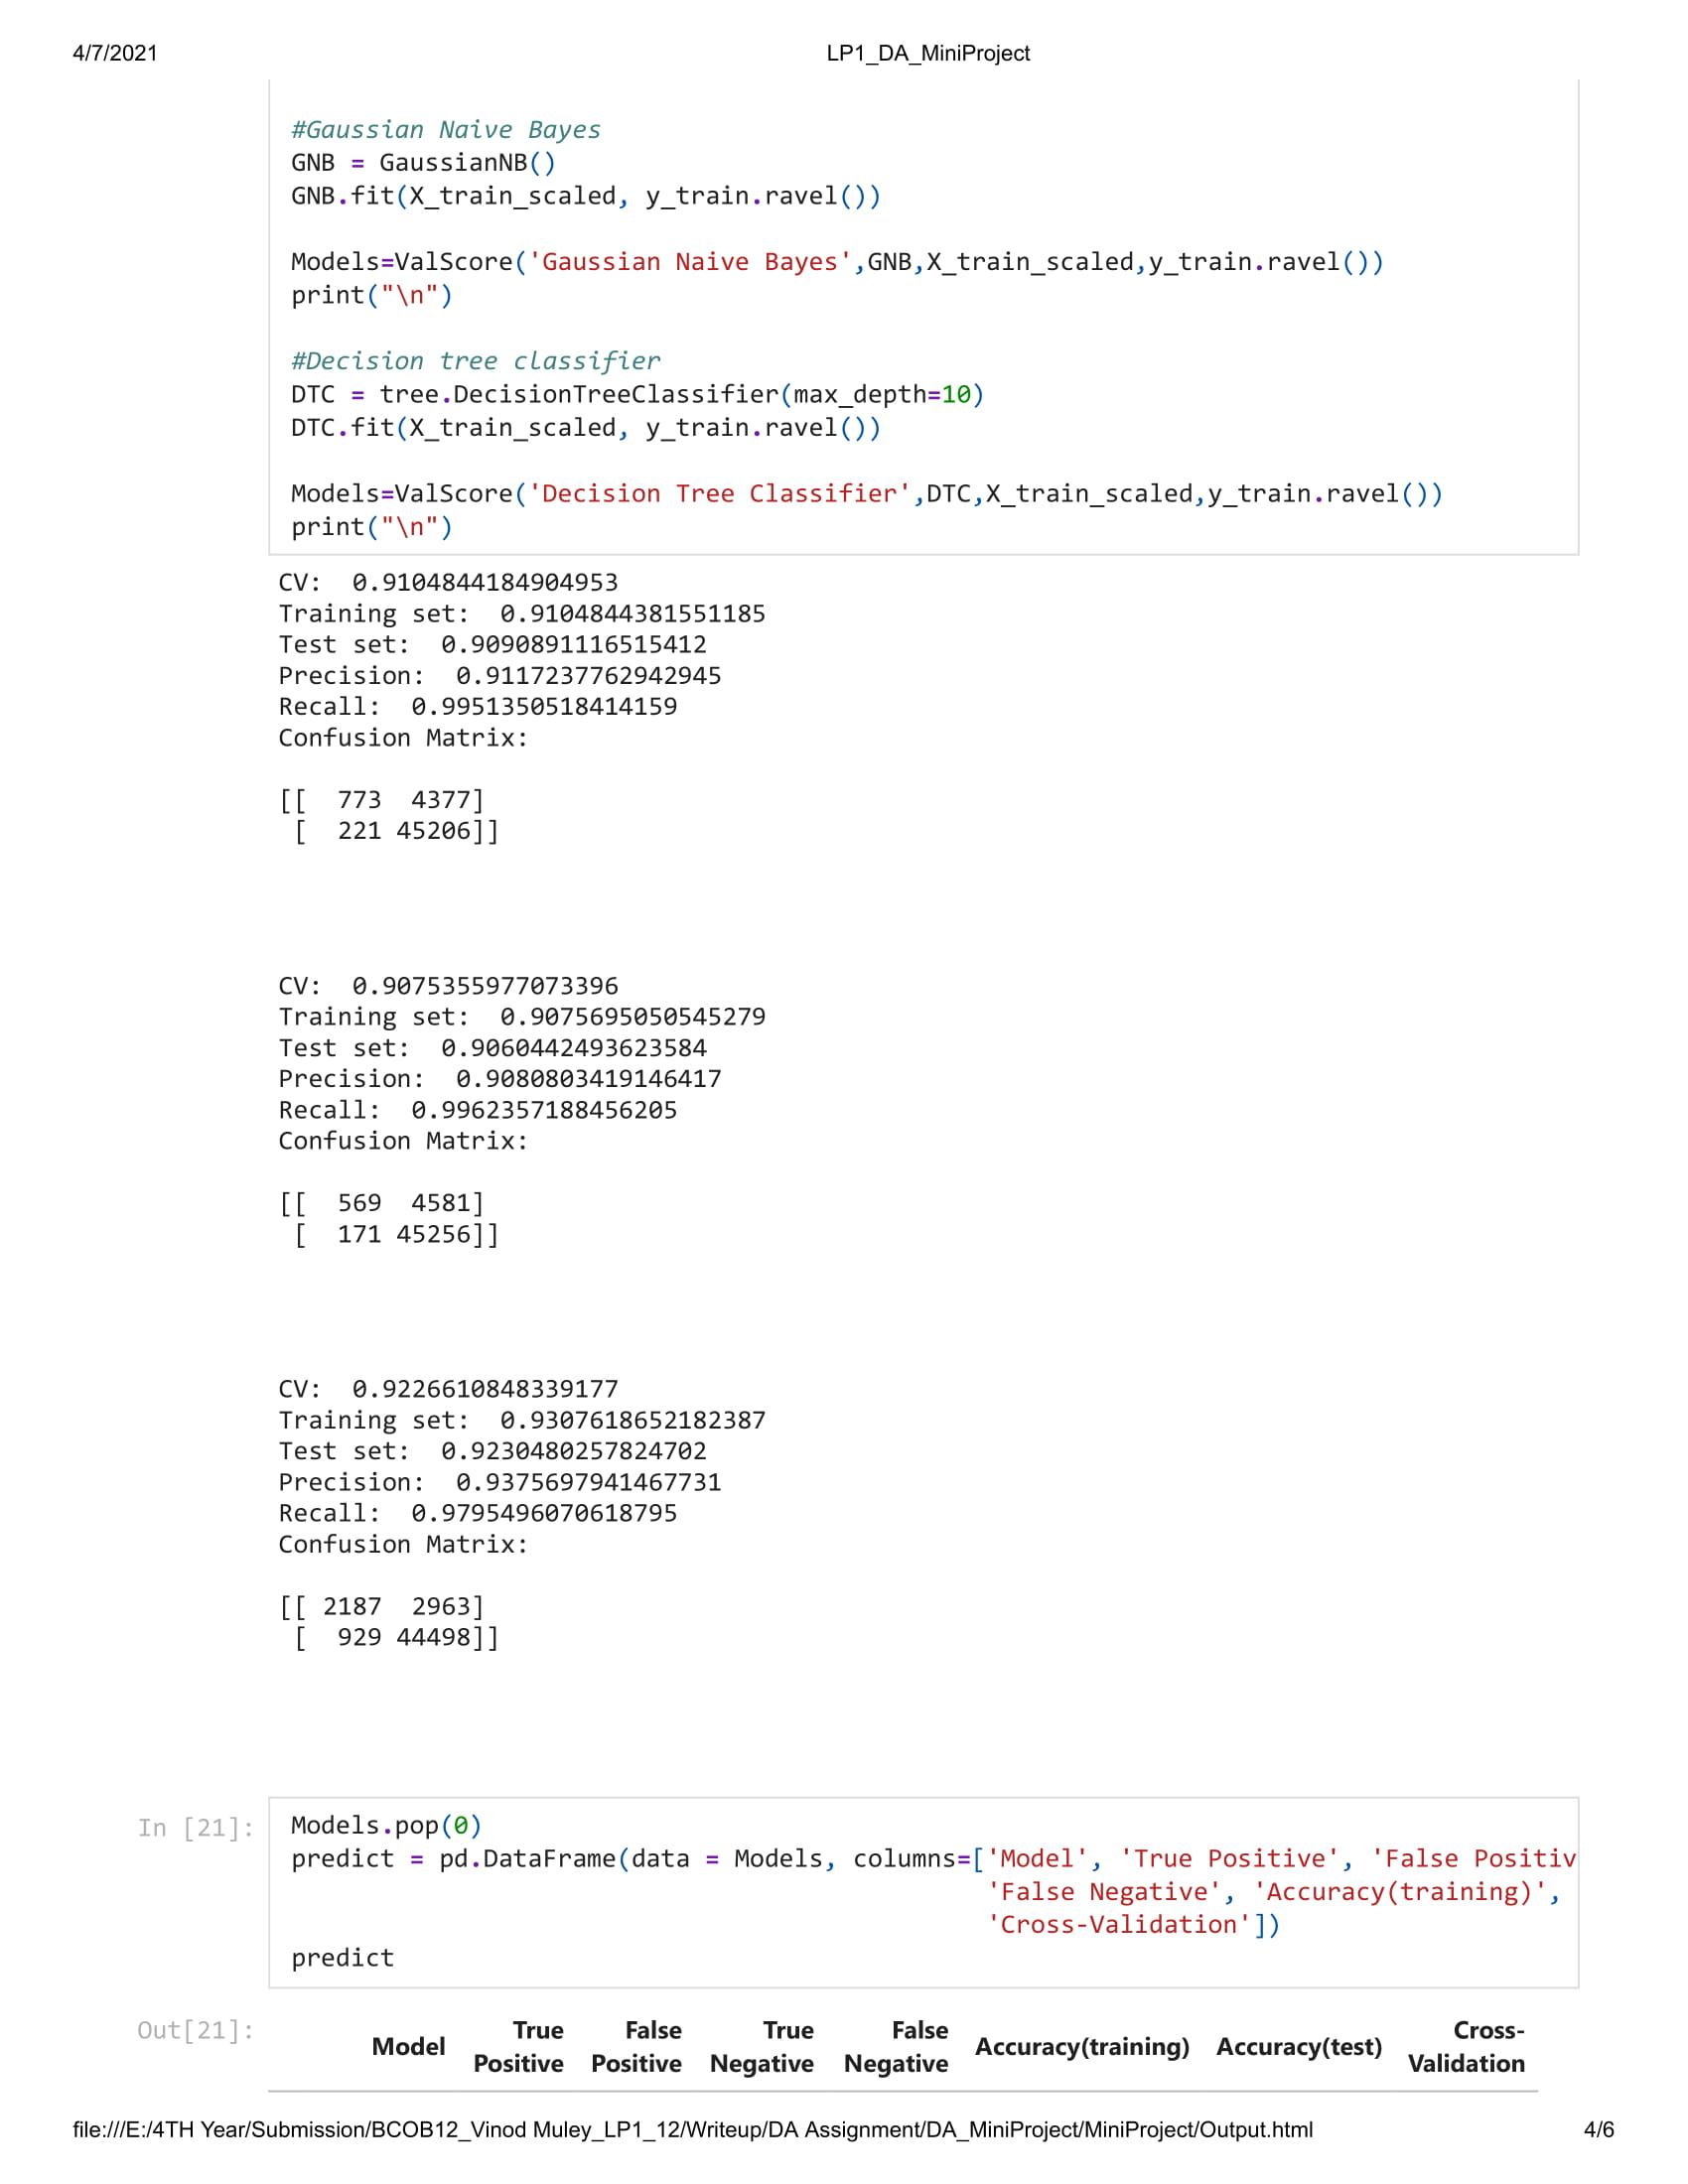 4/7/2021
LP1_DA_MiniProject
#Gaussian Naive Bayes
GNB = GaussianNB()
GNB.fit(X_train_scaled, y_train.ravel())
Models=ValScore('Gaussian Naive Bayes',GNB,X_train_scaled,y_train.ravel())
print("\n")
#Decision tree classifier
DTC = tree.DecisionTreeClassifier(max_depth=10)
DTC.fit(X_train_scaled, y_train.ravel())
Models=ValScore('Decision Tree Classifier',DTC,X_train_scaled,y_train.ravel())
print("\n")
CV:  0.9104844184904953
Training set:  0.9104844381551185
Test set:  0.9090891116515412
Precision:  0.9117237762942945
Recall:  0.9951350518414159
Confusion Matrix:
[[  773  4377]
 [  221 45206]]
CV:  0.9075355977073396
Training set:  0.9075695050545279
Test set:  0.9060442493623584
Precision:  0.9080803419146417
Recall:  0.9962357188456205
Confusion Matrix:
[[  569  4581]
 [  171 45256]]
CV:  0.9226610848339177
Training set:  0.9307618652182387
Test set:  0.9230480257824702
Precision:  0.9375697941467731
Recall:  0.9795496070618795
Confusion Matrix:
[[ 2187  2963]
 [  929 44498]]
In [21]:
Models.pop(0)
predict = pd.DataFrame(data = Models, columns=['Model', 'True Positive', 'False Positiv
'False Negative', 'Accuracy(training)',
'Cross-Validation'])
predict
Out[21]:
Model True Positive False Positive True Negative False Negative Accuracy(training) Accuracy(test) Cross-Validation
file:///E:/4TH Year/Submission/BCOB12_Vinod Muley_LP1_12/Writeup/DA Assignment/DA_MiniProject/MiniProject/Output.html
4/6